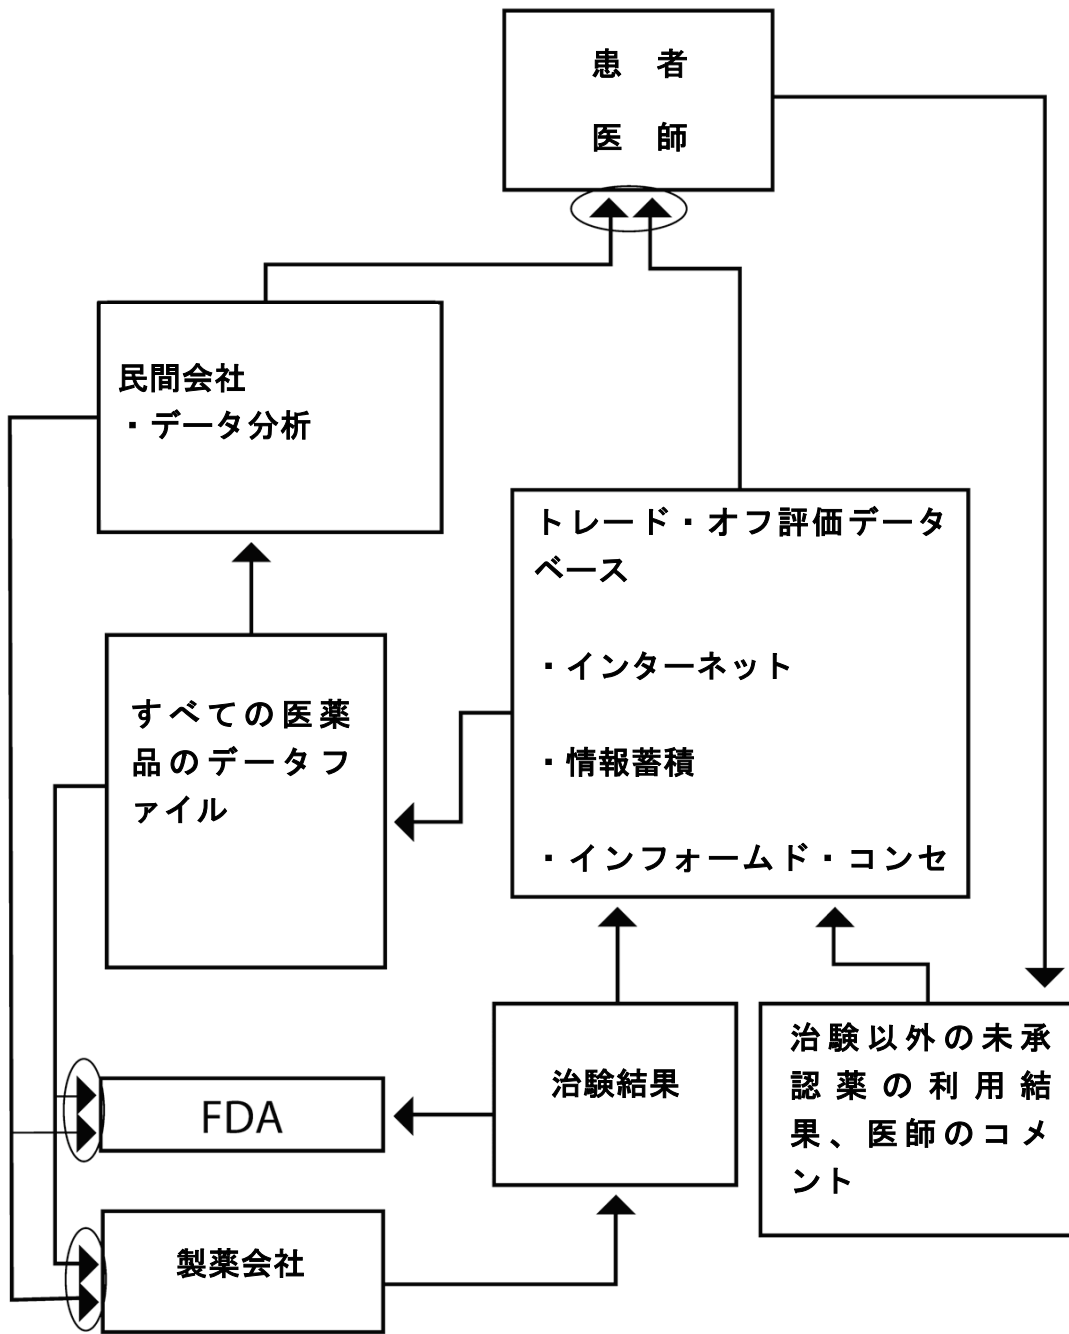 患　者
医　師
民間会社
・データ分析
トレード・オフ評価データ
ベース
・インターネット
・情報蓄積
・インフォームド・コンセ
すべての医薬
品のデータフ
ァイル
治験結果
治験以外の未承
認薬の利用結
果、医師のコメ
ント
FDA
製薬会社